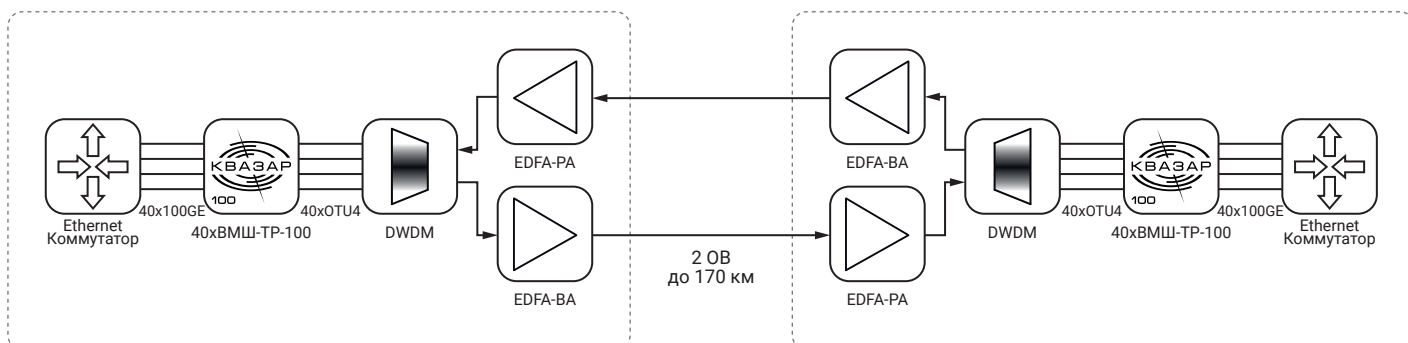 EDFA-PA
EDFA-BA
КВАЗАР
100
40x100GE
40xOTU4
Ethernet
Коммутатор
40xВМШ-ТР-100
DWDM
EDFA-BA
2 ОВ
до 170 км
EDFA-PA
КВАЗАР
100
40xOTU4
40x100GE
DWDM
40xВМШ-ТР-100
Ethernet
Коммутатор